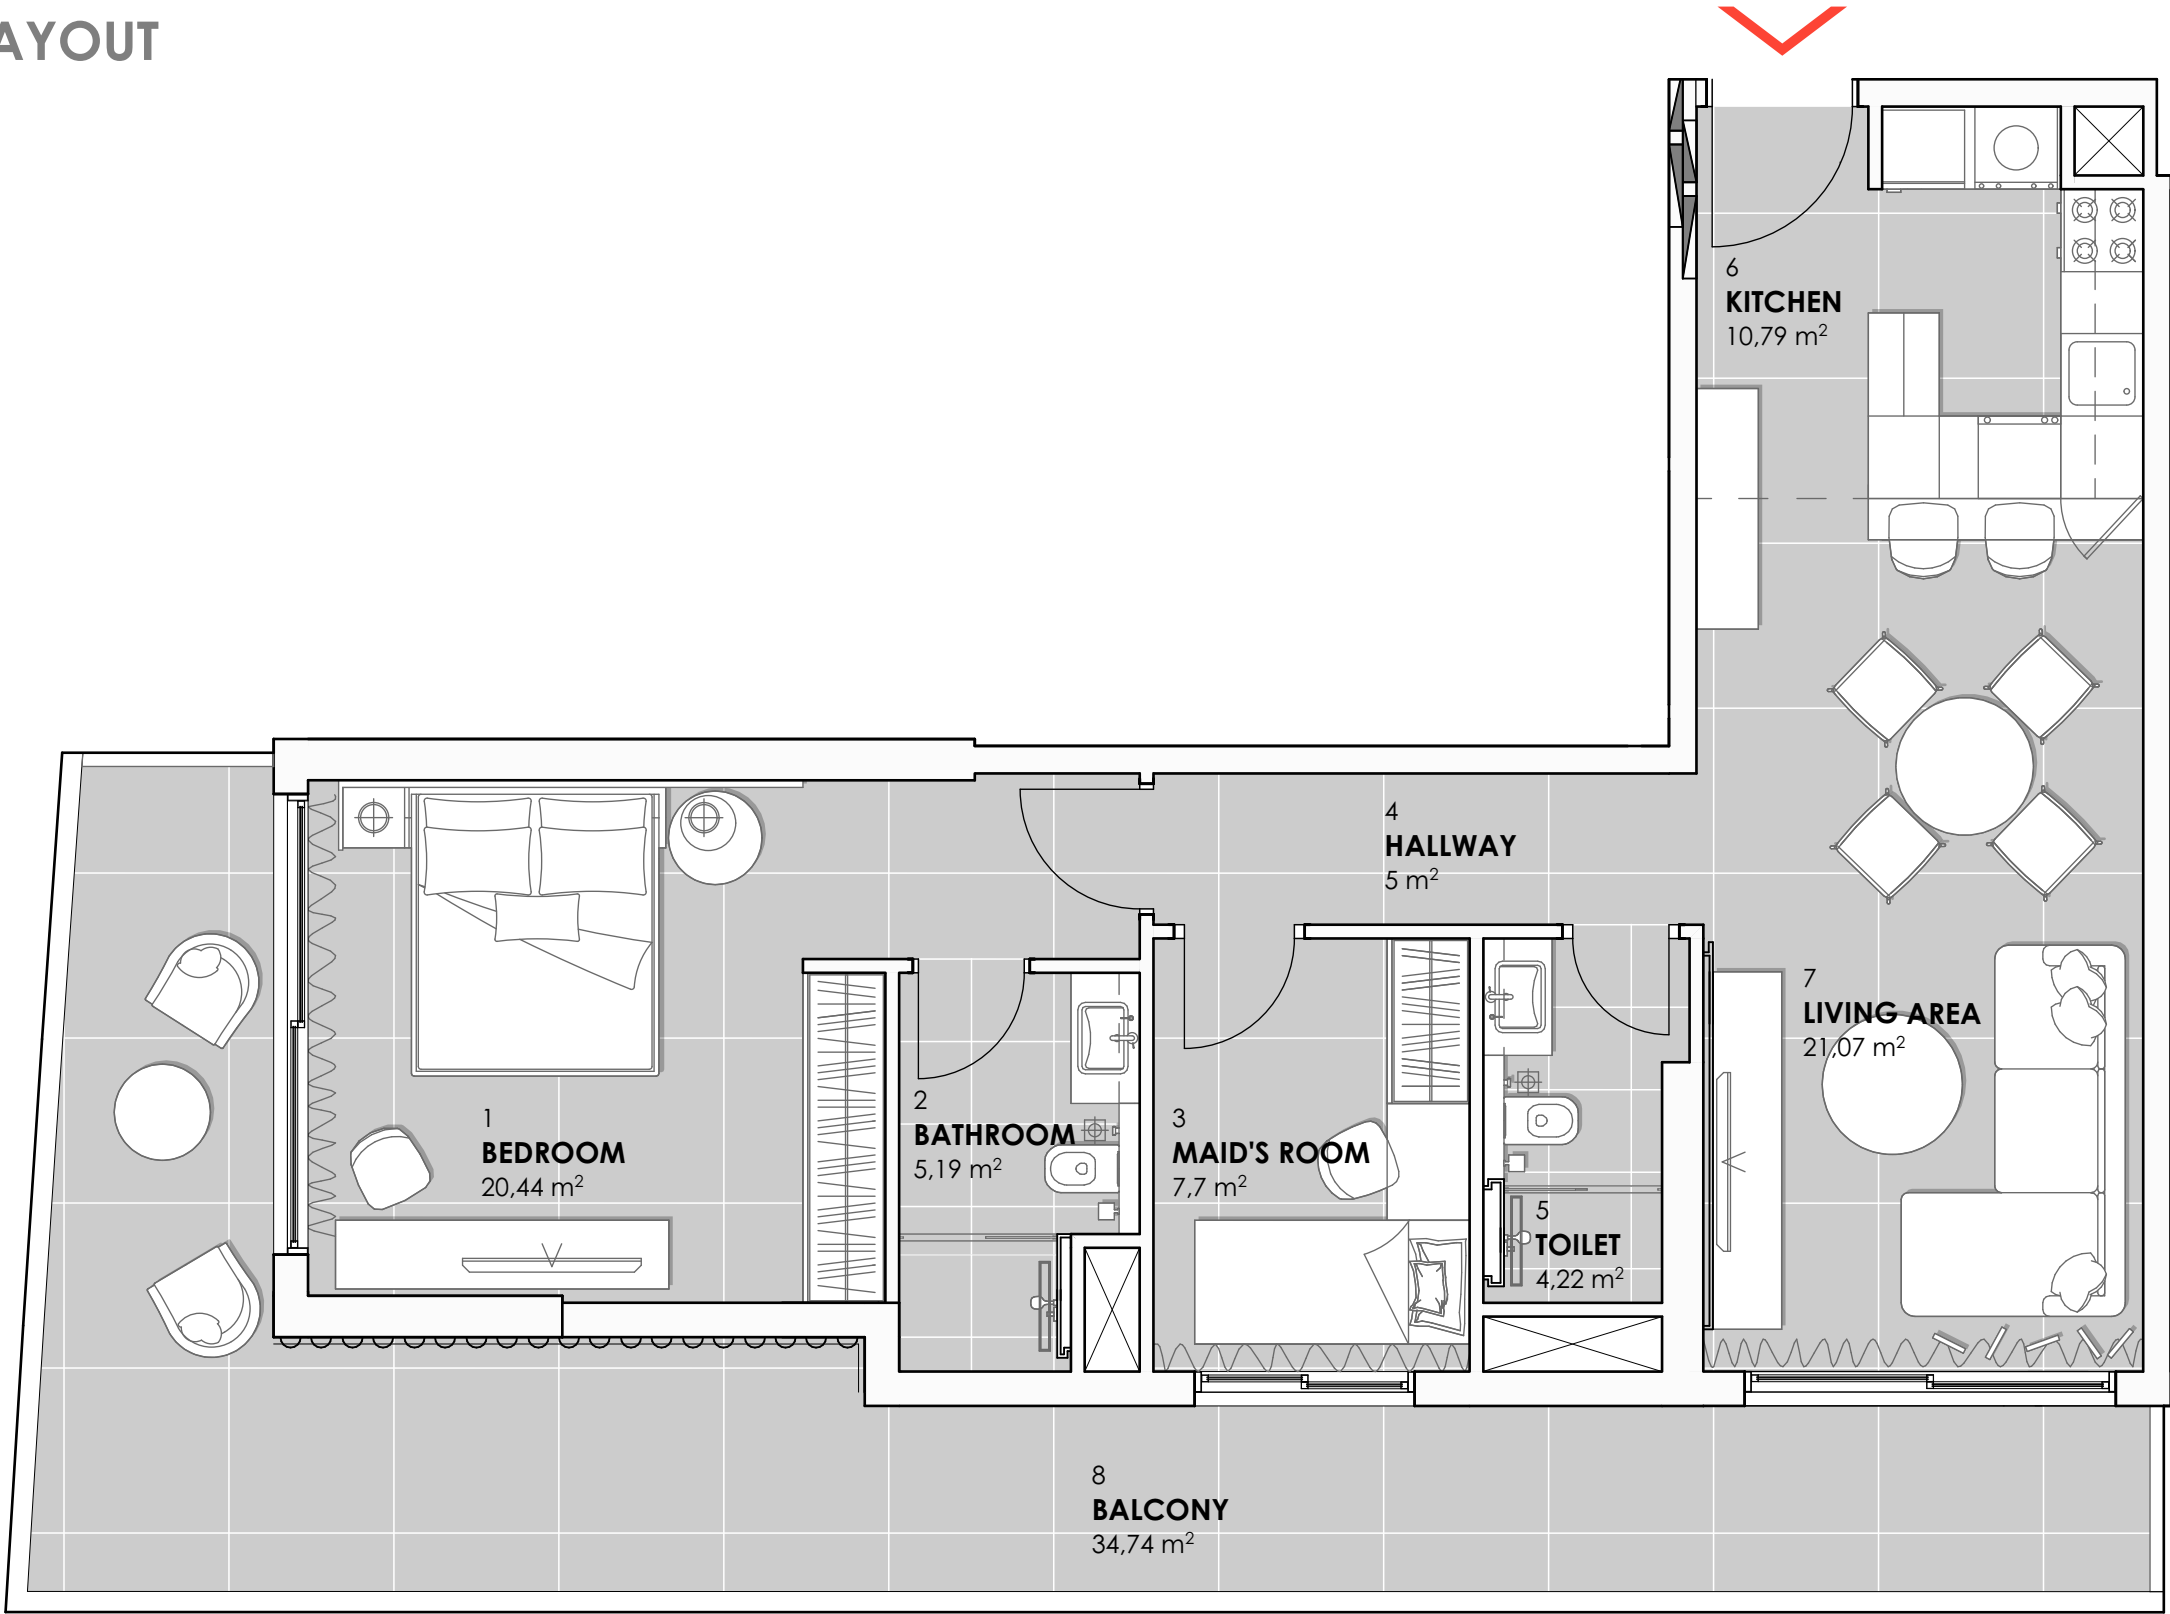 AYOUT
6
KITCHEN
10,79 m²
4
HALLWAY
5 m²
7
LIVING AREA
21,07 m²
1
BEDROOM
20,44 m²
2
BATHROOM
5,19 m²
3
MAID'S ROOM
7,7 m²
5
TOILET
4,22 m²
8
BALCONY
34,74 m²